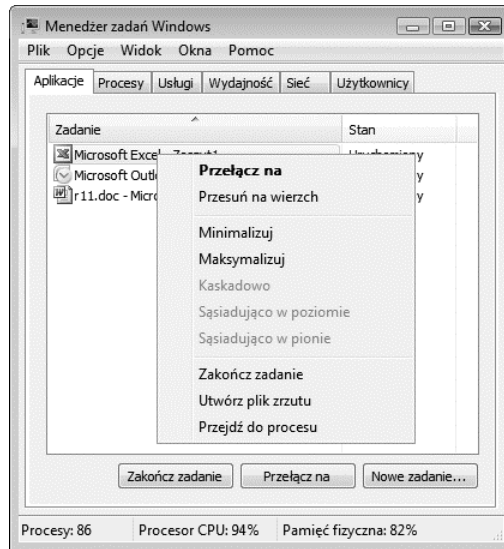 Menedżer zadań Windows
Plik Opcje Widok Okna Pomoc
Aplikacje Procesy Usługi Wydajność Sieć Użytkownicy
Zadanie Stan
Microsoft Excel
Microsoft
r11.doc -
Przełącz na
Przesuń na wierzch
Minimalizuj
Maksymalizuj
Kaskadowo
Sąsiadująco w poziomie
Sąsiadująco w pionie
Zakończ zadanie
Utwórz plik zrzutu
Przejdź do procesu
Zakończ zadanie Przełącz na Nowe zadanie...
Procesy: 86 Procesor CPU: 94% Pamięć fizyczna: 82%